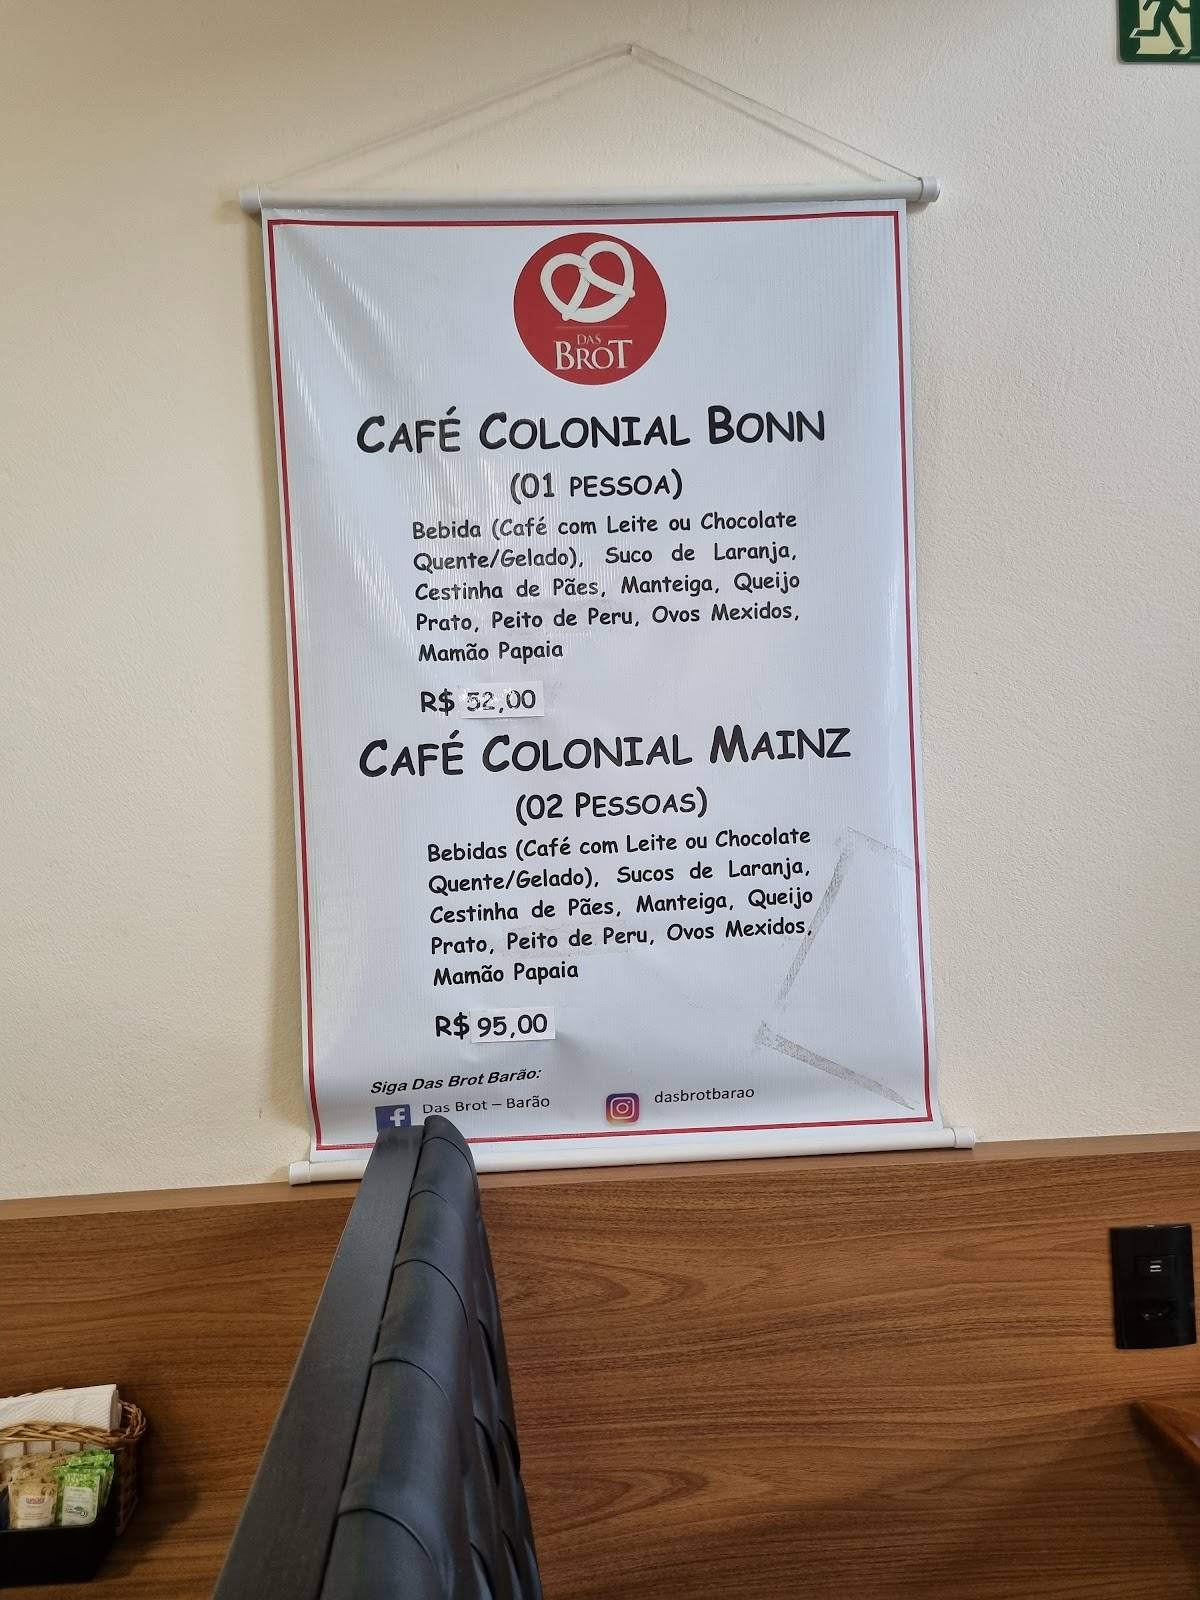 DAS
BROT
CAFÉ COLONIAL BONN
(01 PESSOA)
Bebida (Café com Leite ou Chocolate
Quente/Gelado), Suco de Laranja,
Cestinha de Pães, Manteiga, Queijo
Prato, Peito de Peru, Ovos Mexidos,
Mamão Papaia
R$ 52,00
CAFÉ COLONIAL MAINZ
(02 PESSOAS)
Bebidas (Café com Leite ou Chocolate
Quente/Gelado), Sucos de Laranja,
Cestinha de Pães, Manteiga, Queijo
Prato, Peito de Peru, Ovos Mexidos,
Mamão Papaia
R$ 95,00
Siga Das Brot Barão:
Das Brot – Barão
dasbrotbarao